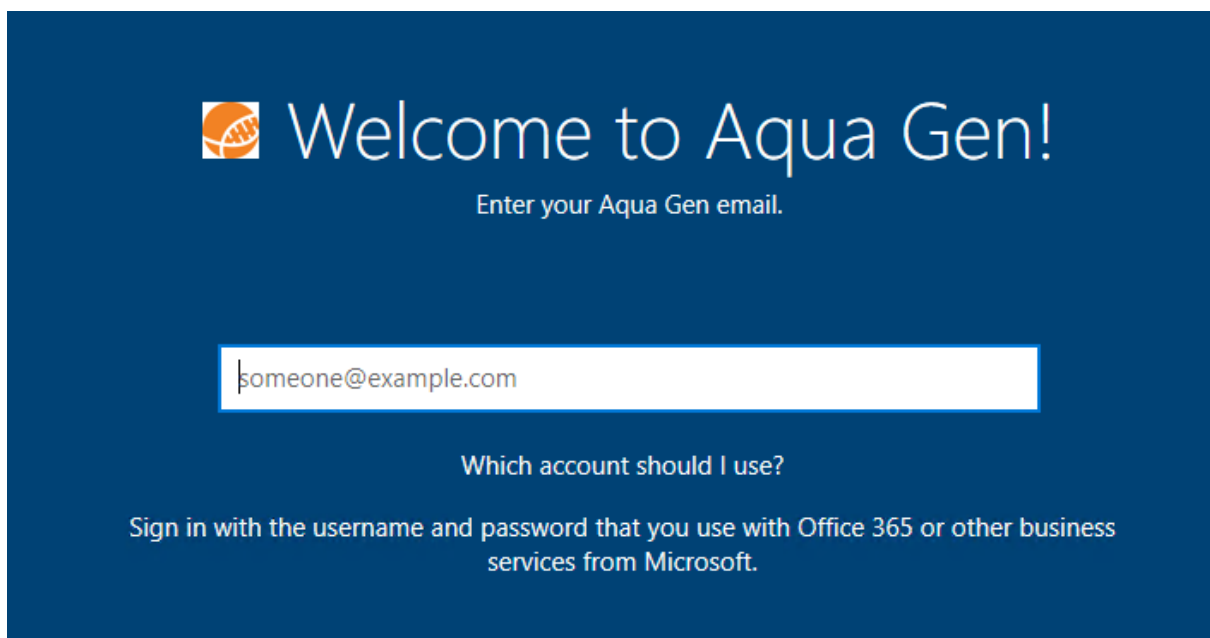 Welcome to Aqua Gen!
Enter your Aqua Gen email.
someone@example.com
Which account should I use?
Sign in with the username and password that you use with Office 365 or other business
services from Microsoft.